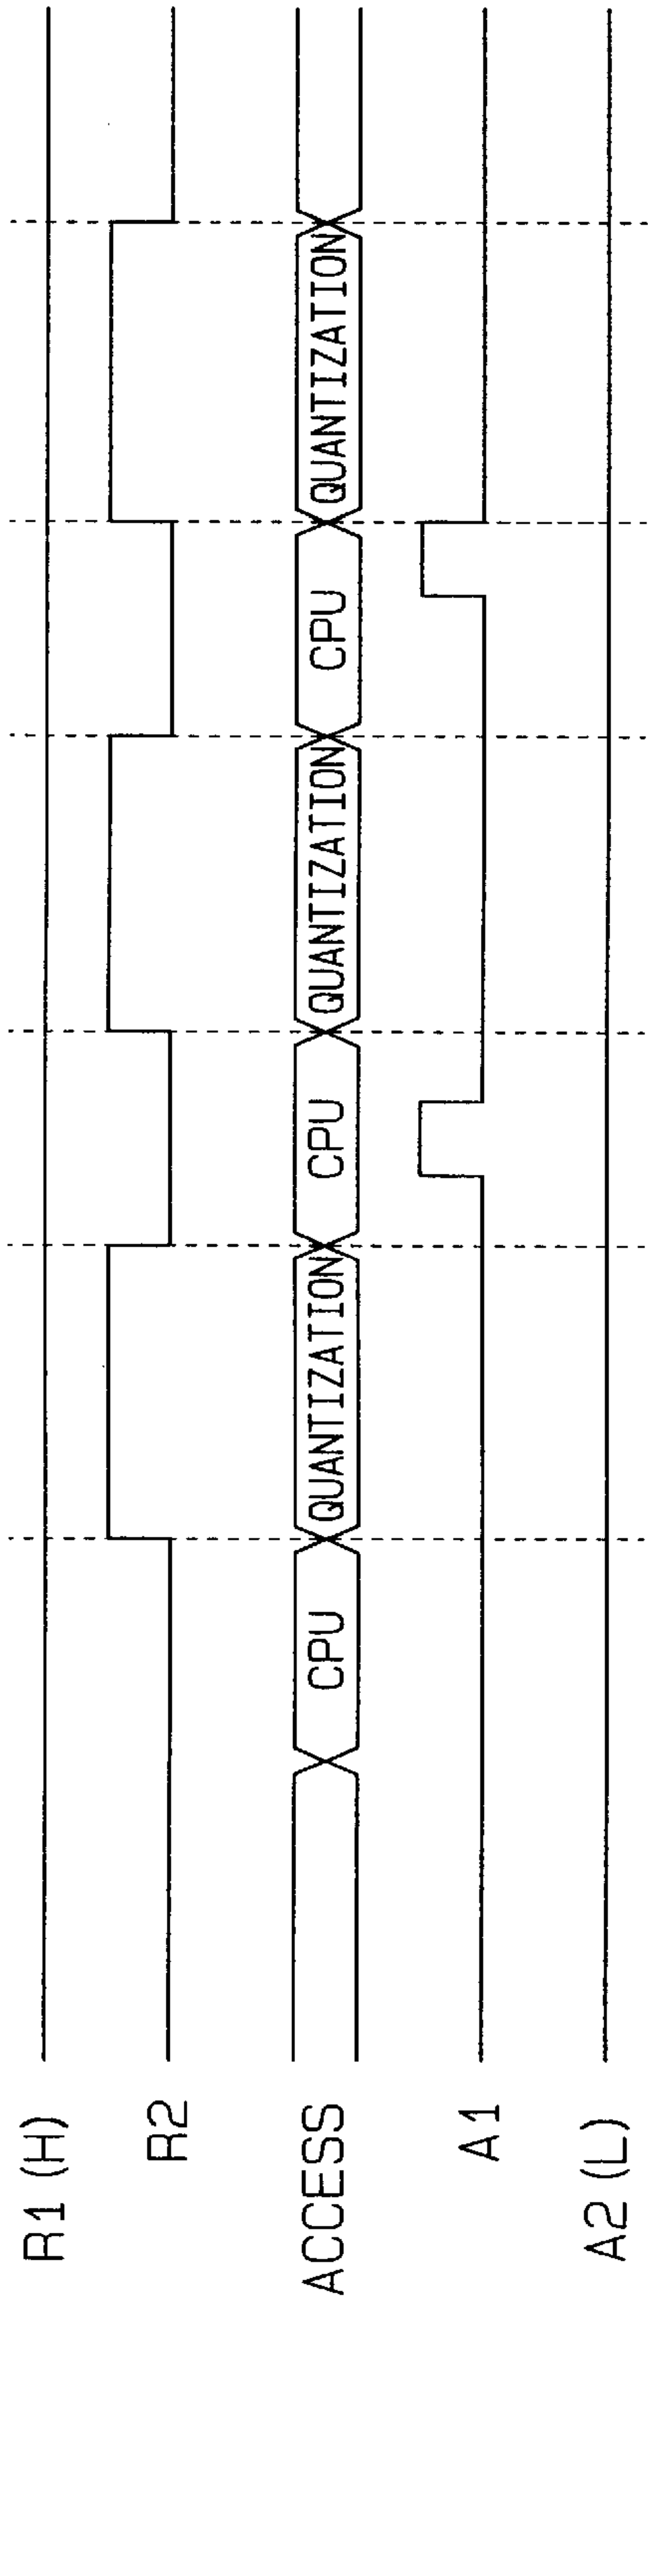 R1 (H)
R2
ACCESS
CPU QUANTIZATION CPU QUANTIZATION CPU QUANTIZATION
A1
A2 (L)